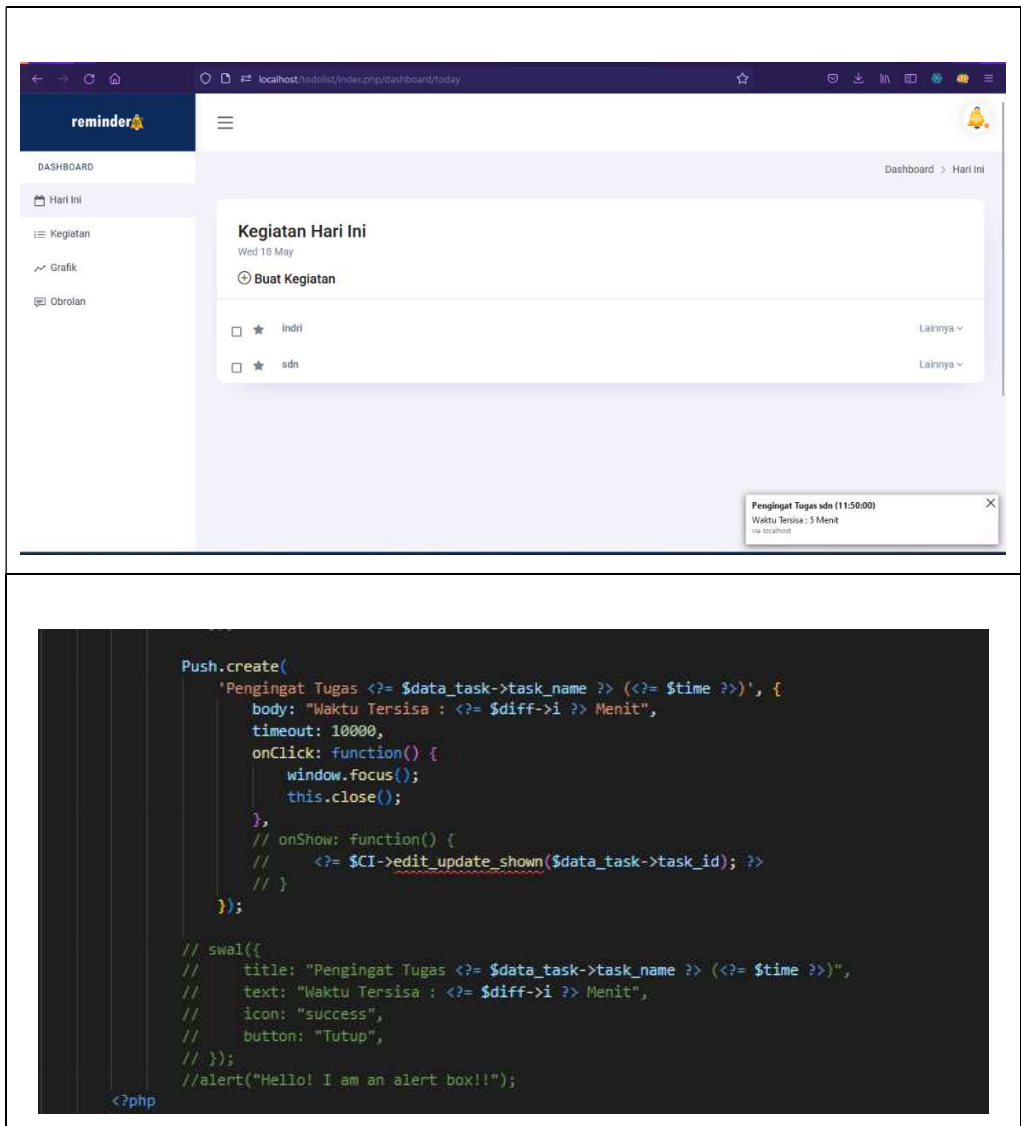 localhost/todolist/index.php/dashboard/today
reminder
DASHBOARD
Dashboard > Hari Ini
Hari Ini
Kegiatan
Grafik
Obrolan
Kegiatan Hari Ini
Wed 18 May
Buat Kegiatan
indri Lainnya
sdn Lainnya
Pengingat Tugas sdn (11:50:00)
Waktu Tersisa : 5 Menit
via localhost
Push.create(
'Pengingat Tugas <?= $data_task->task_name ?> (<?= $time ?>)', {
body: "Waktu Tersisa : <?= $diff->i ?> Menit",
timeout: 10000,
onClick: function() {
window.focus();
this.close();
},
// onShow: function() {
// <?= $CI->edit_update_shown($data_task->task_id); ?>
// }
});
// swal({
// title: "Pengingat Tugas <?= $data_task->task_name ?> (<?= $time ?>)",
// text: "Waktu Tersisa : <?= $diff->i ?> Menit",
// icon: "success",
// button: "Tutup",
// });
//alert("Hello! I am an alert box!!");
<?php